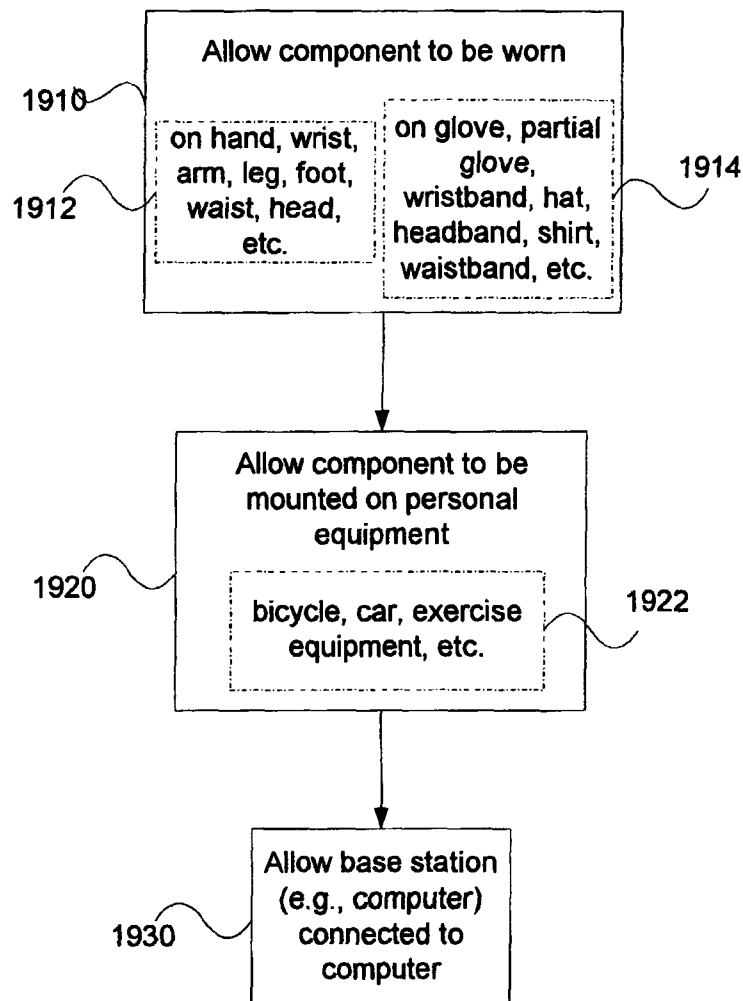 Allow component to be worn
1910
on hand, wrist,
arm, leg, foot,
waist, head,
etc.
1912
on glove, partial
glove,
wristband, hat,
headband, shirt,
waistband, etc.
1914
Allow component to be
mounted on personal
equipment
1920
bicycle, car, exercise
equipment, etc.
1922
Allow base station
(e.g., computer)
connected to
computer
1930